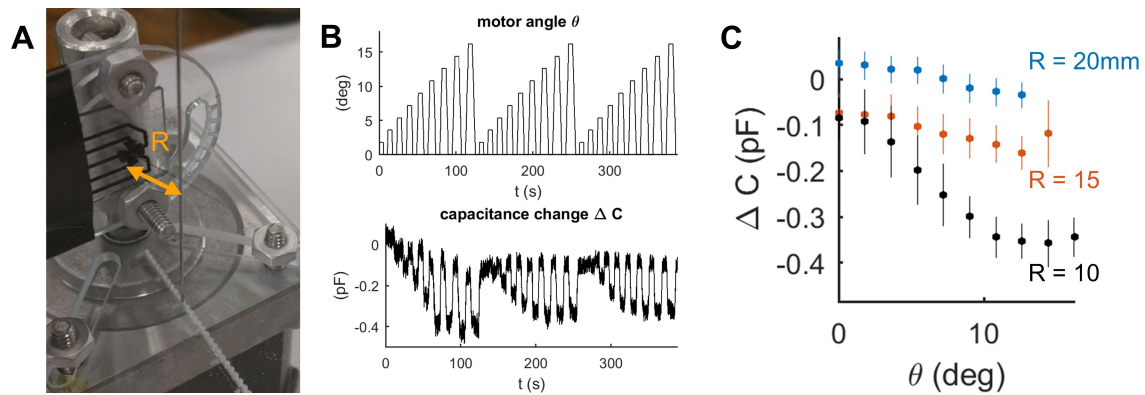 A
R
B
motor angle θ
15
10
5
0
(deg)
0
100
200
300
t (s)
capacitance change Δ C
0
-0.2
-0.4
(pF)
0
100
200
300
t (s)
C
R = 20mm
R = 15
R = 10
0
-0.1
-0.2
-0.3
-0.4
Δ C (pF)
0
10
θ (deg)